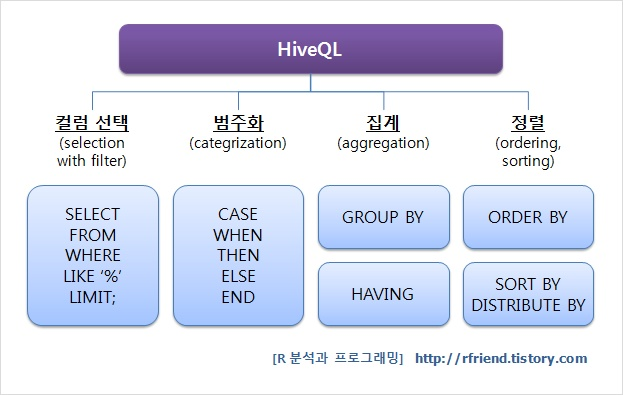 HiveQL
컬럼 선택
(selection
with filter)
범주화
(categrization)
집계
(aggregation)
정렬
(ordering,
sorting)
SELECT
FROM
WHERE
LIKE ‘%’
LIMIT;
CASE
WHEN
THEN
ELSE
END
GROUP BY
HAVING
ORDER BY
SORT BY
DISTRIBUTE BY
[R 분석과 프로그래밍] http://rfriend.tistory.com